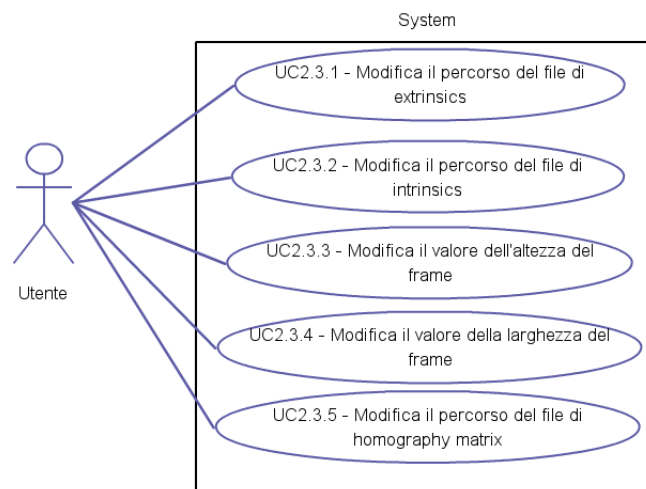 System
UC2.3.1 - Modifica il percorso del file di
extrinsics
UC2.3.2 - Modifica il percorso del file di
intrinsics
UC2.3.3 - Modifica il valore dell'altezza del
frame
Utente
UC2.3.4 - Modifica il valore della larghezza del
frame
UC2.3.5 - Modifica il percorso del file di
homography matrix